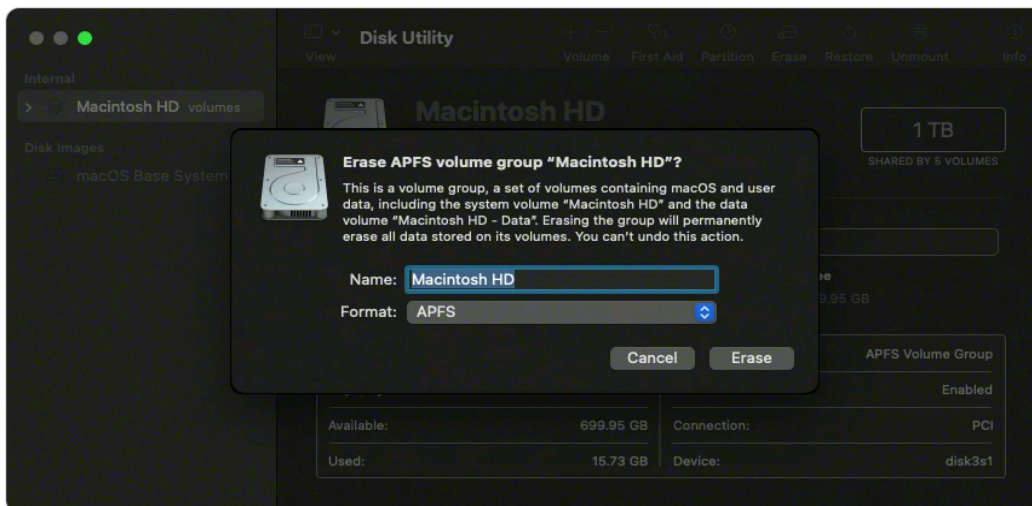 Disk Utility
View
Volume First Aid Partition Erase Restore Unmount Info
Internal
Macintosh HD volumes
Macintosh HD
1 TB
SHARED BY 5 VOLUMES
Disk Images
macOS Base System
Erase APFS volume group “Macintosh HD”?
This is a volume group, a set of volumes containing macOS and user
data, including the system volume “Macintosh HD” and the data
volume “Macintosh HD - Data”. Erasing the group will permanently
erase all data stored on its volumes. You can’t undo this action.
Name: Macintosh HD
Format: APFS
Cancel Erase
APFS Volume Group
Enabled
Available: 699.95 GB Connection: PCI
Used: 15.73 GB Device: disk3s1